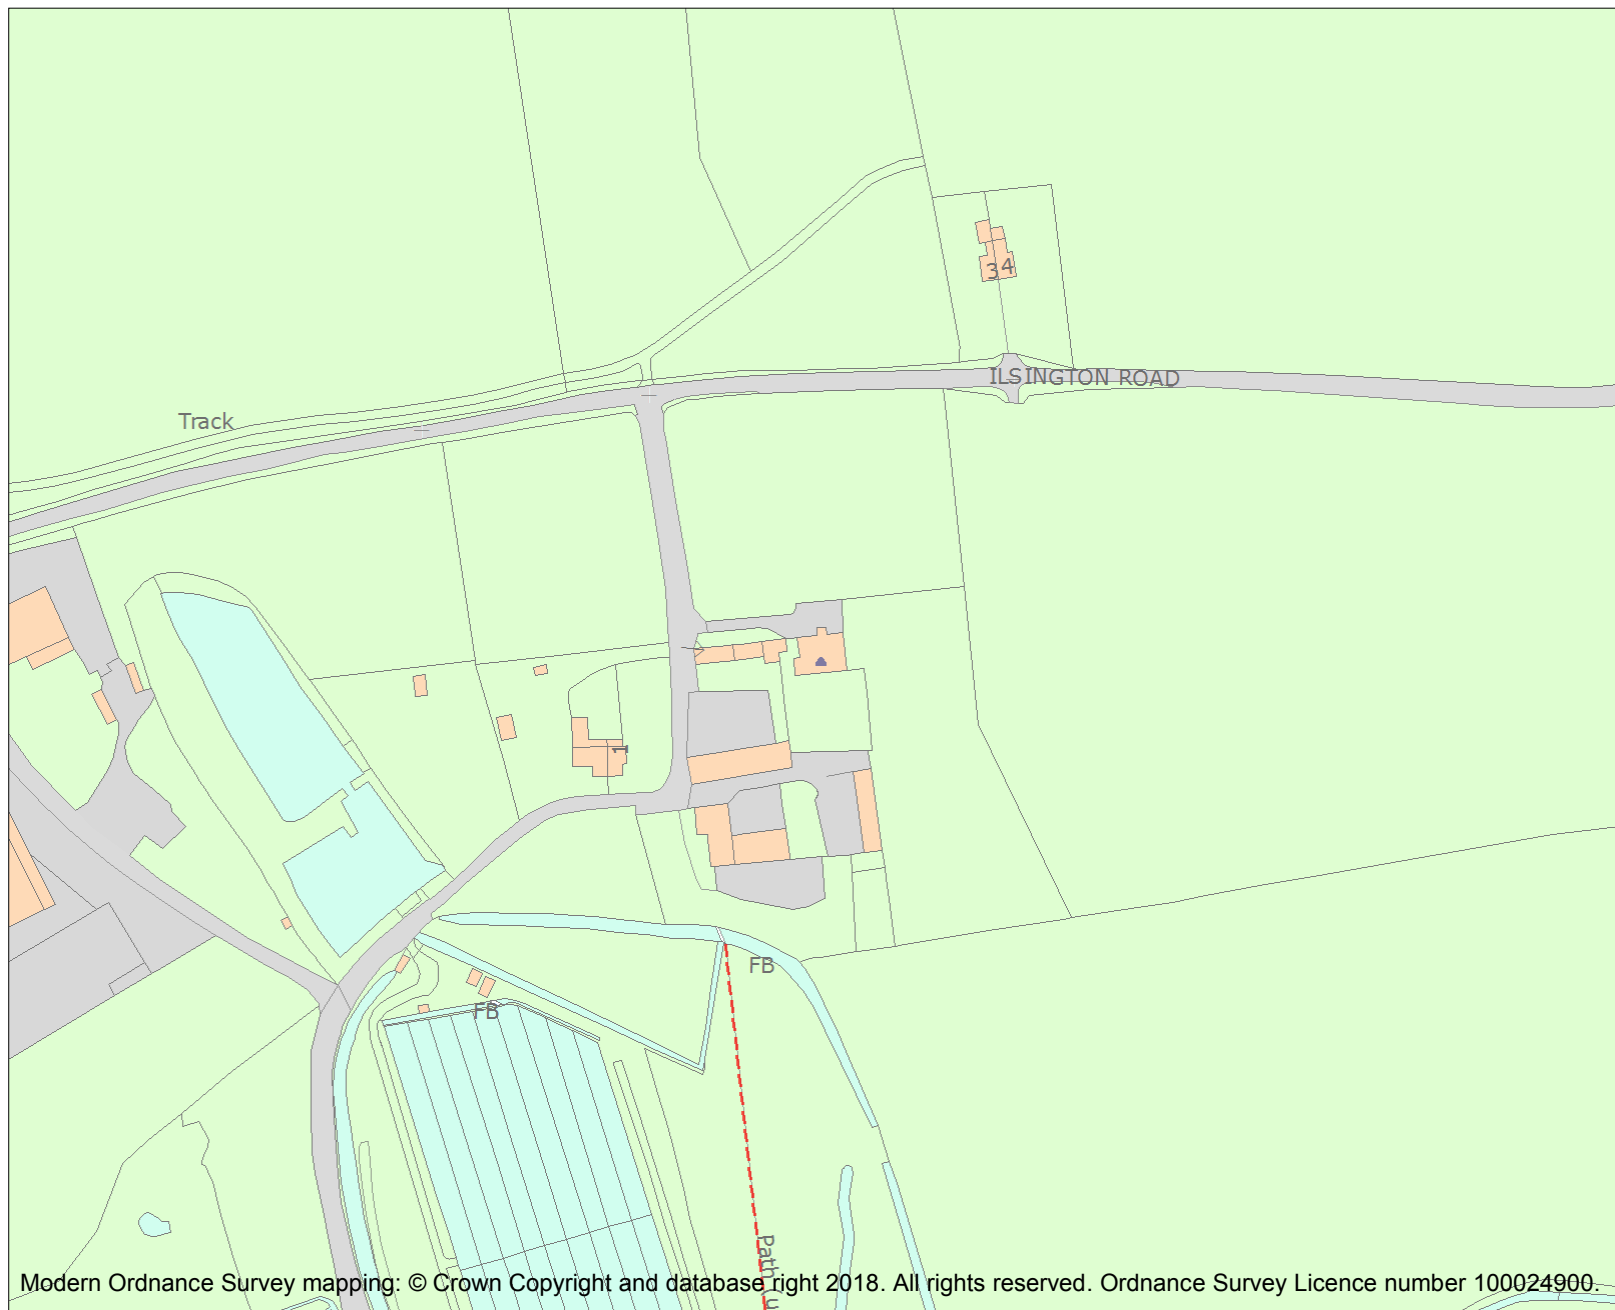 34
ILSINGTON ROAD
Track
1
FB
FB
Path (u
Modern Ordnance Survey mapping: © Crown Copyright and database right 2018. All rights reserved. Ordnance Survey Licence number 100024900.